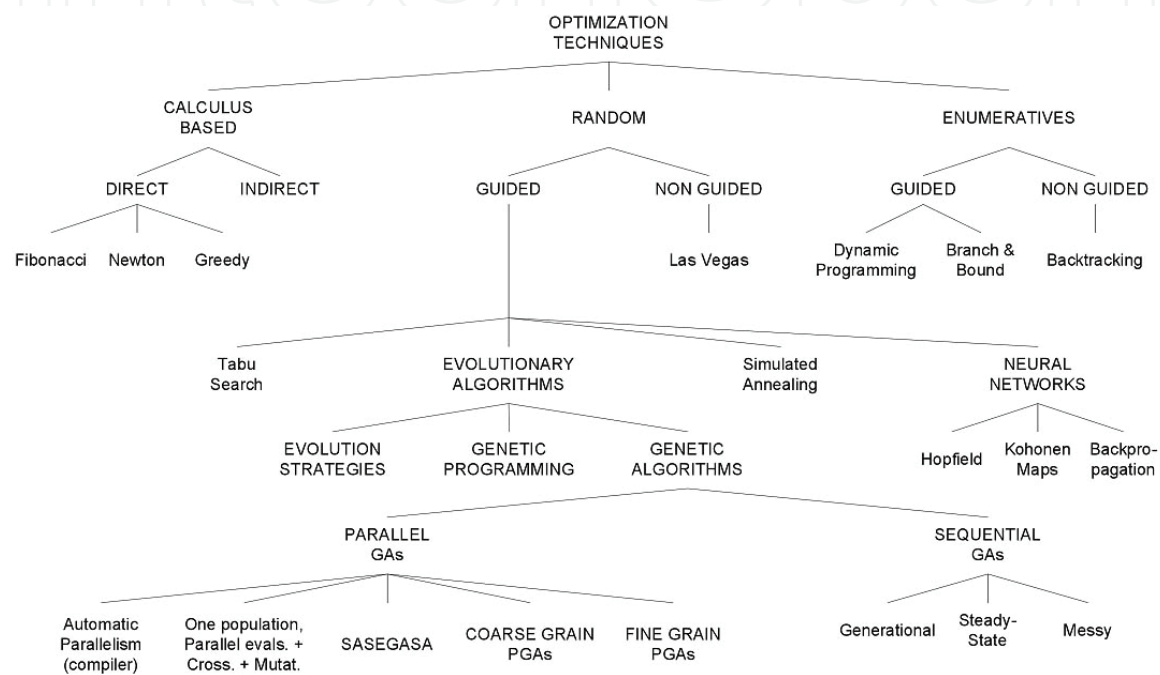 OPTIMIZATION
TECHNIQUES
CALCULUS
BASED
RANDOM
ENUMERATIVES
DIRECT
INDIRECT
GUIDED
NON GUIDED
GUIDED
NON GUIDED
Fibonacci
Newton
Greedy
Las Vegas
Dynamic
Programming
Branch &
Bound
Backtracking
Tabu
Search
EVOLUTIONARY
ALGORITHMS
Simulated
Annealing
NEURAL
NETWORKS
EVOLUTION
STRATEGIES
GENETIC
PROGRAMMING
GENETIC
ALGORITHMS
Hopfield
Kohonen
Maps
Backpro-
pagation
PARALLEL
GAs
SEQUENTIAL
GAs
Automatic
Parallelism
(compiler)
One population,
Parallel evals. +
Cross. + Mutat.
SASEGASA
COARSE GRAIN
PGAs
FINE GRAIN
PGAs
Generational
Steady-
State
Messy